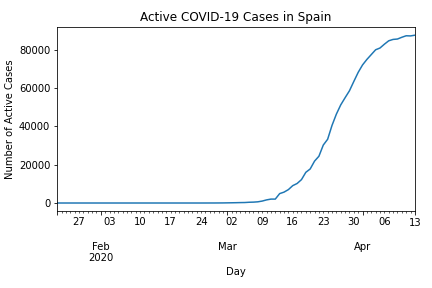 Active COVID-19 Cases in Spain
Number of Active Cases
80000
60000
40000
20000
0
27 03 10 17 24 02 09 16 23 30 06 13
Feb Mar Apr
2020
Day